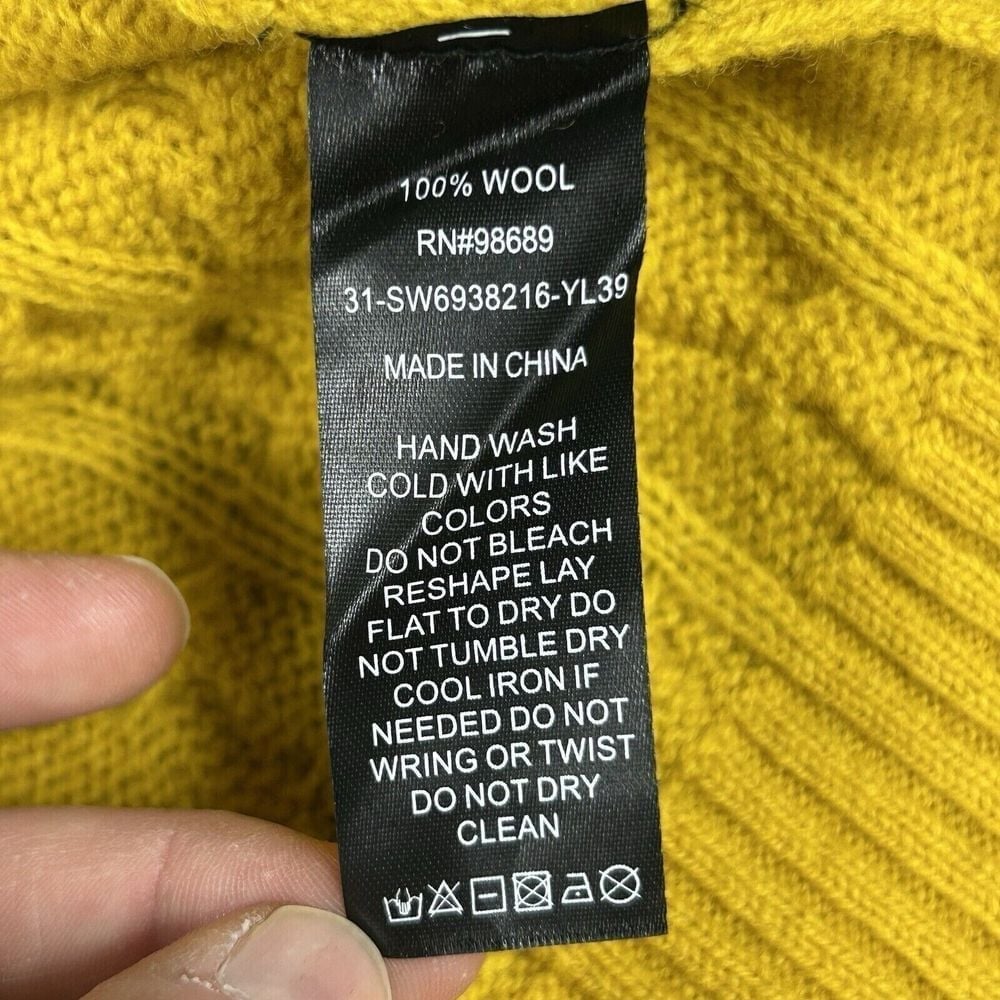 100% WOOL
RN#98689
31-SW6938216-YL39
MADE IN CHINA
HAND WASH
COLD WITH LIKE
COLORS
DO NOT BLEACH
RESHAPE LAY
FLAT TO DRY DO
NOT TUMBLE DRY
COOL IRON IF
NEEDED DO NOT
WRING OR TWIST
DO NOT DRY
CLEAN